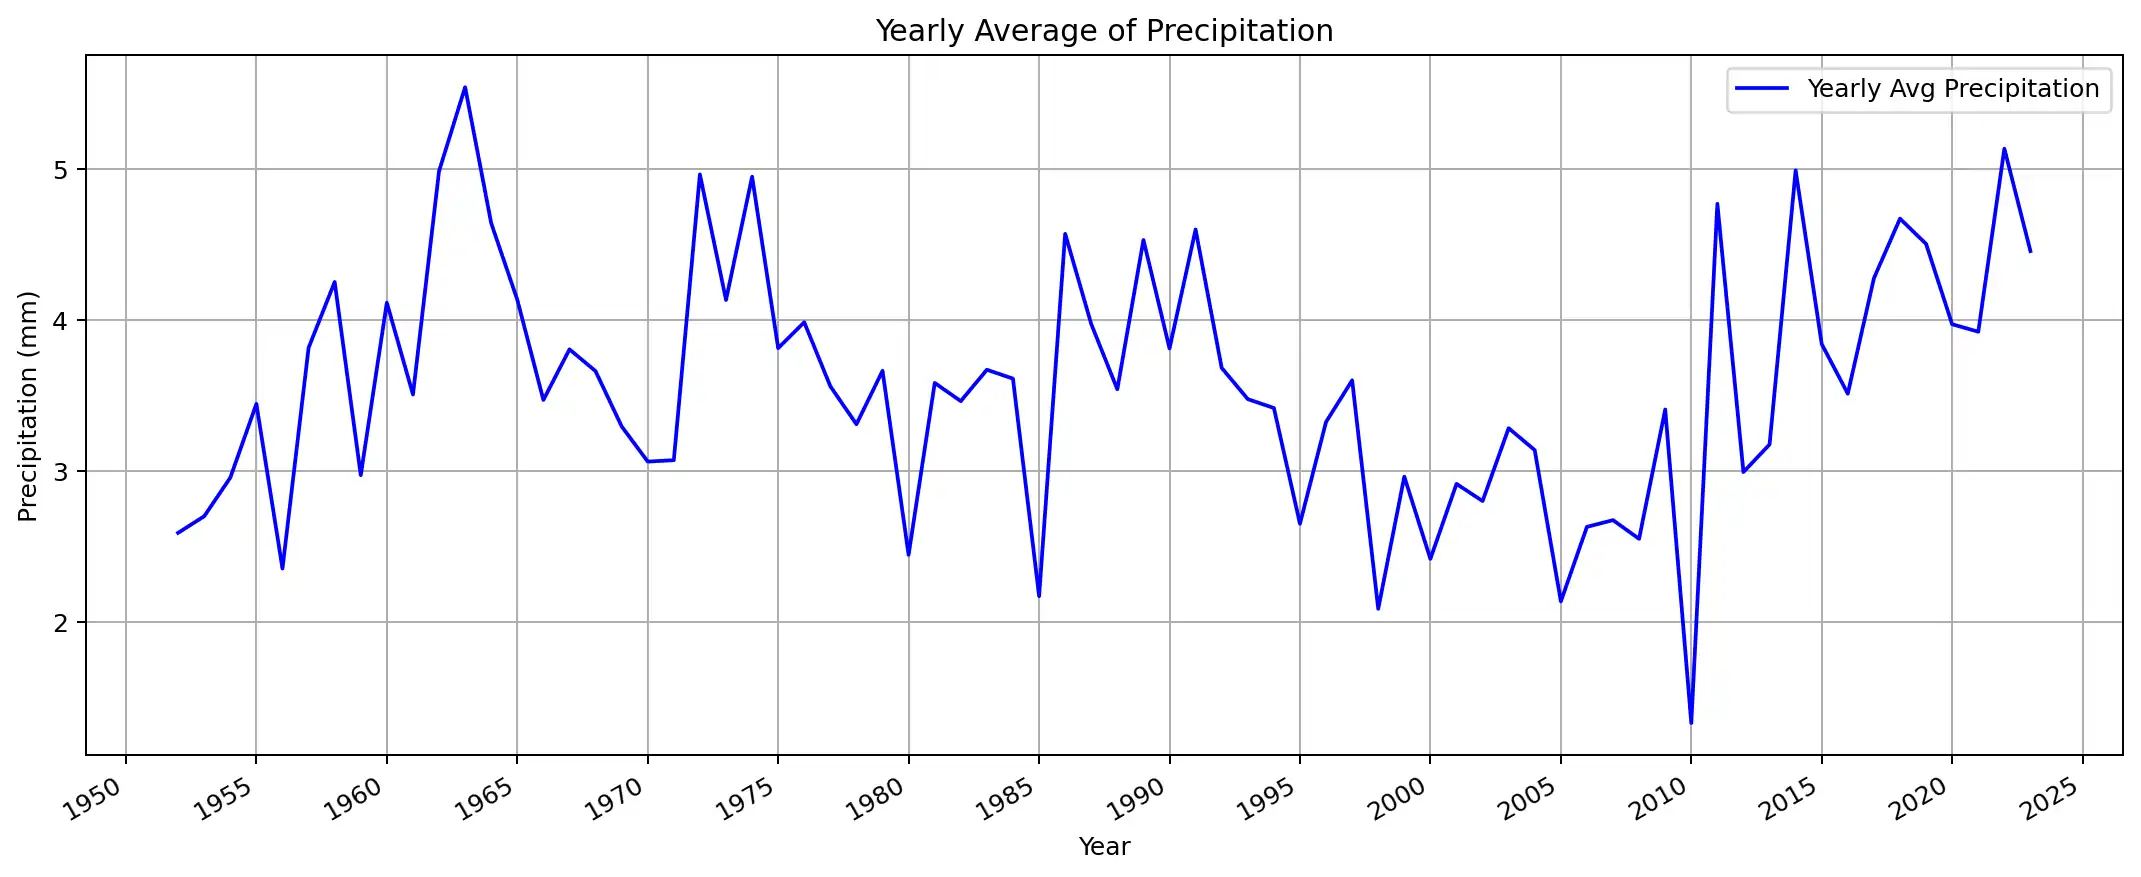 Yearly Average of Precipitation
Yearly Avg Precipitation
Precipitation (mm)
5
4
3
2
1950 1955 1960 1965 1970 1975 1980 1985 1990 1995 2000 2005 2010 2015 2020 2025
Year